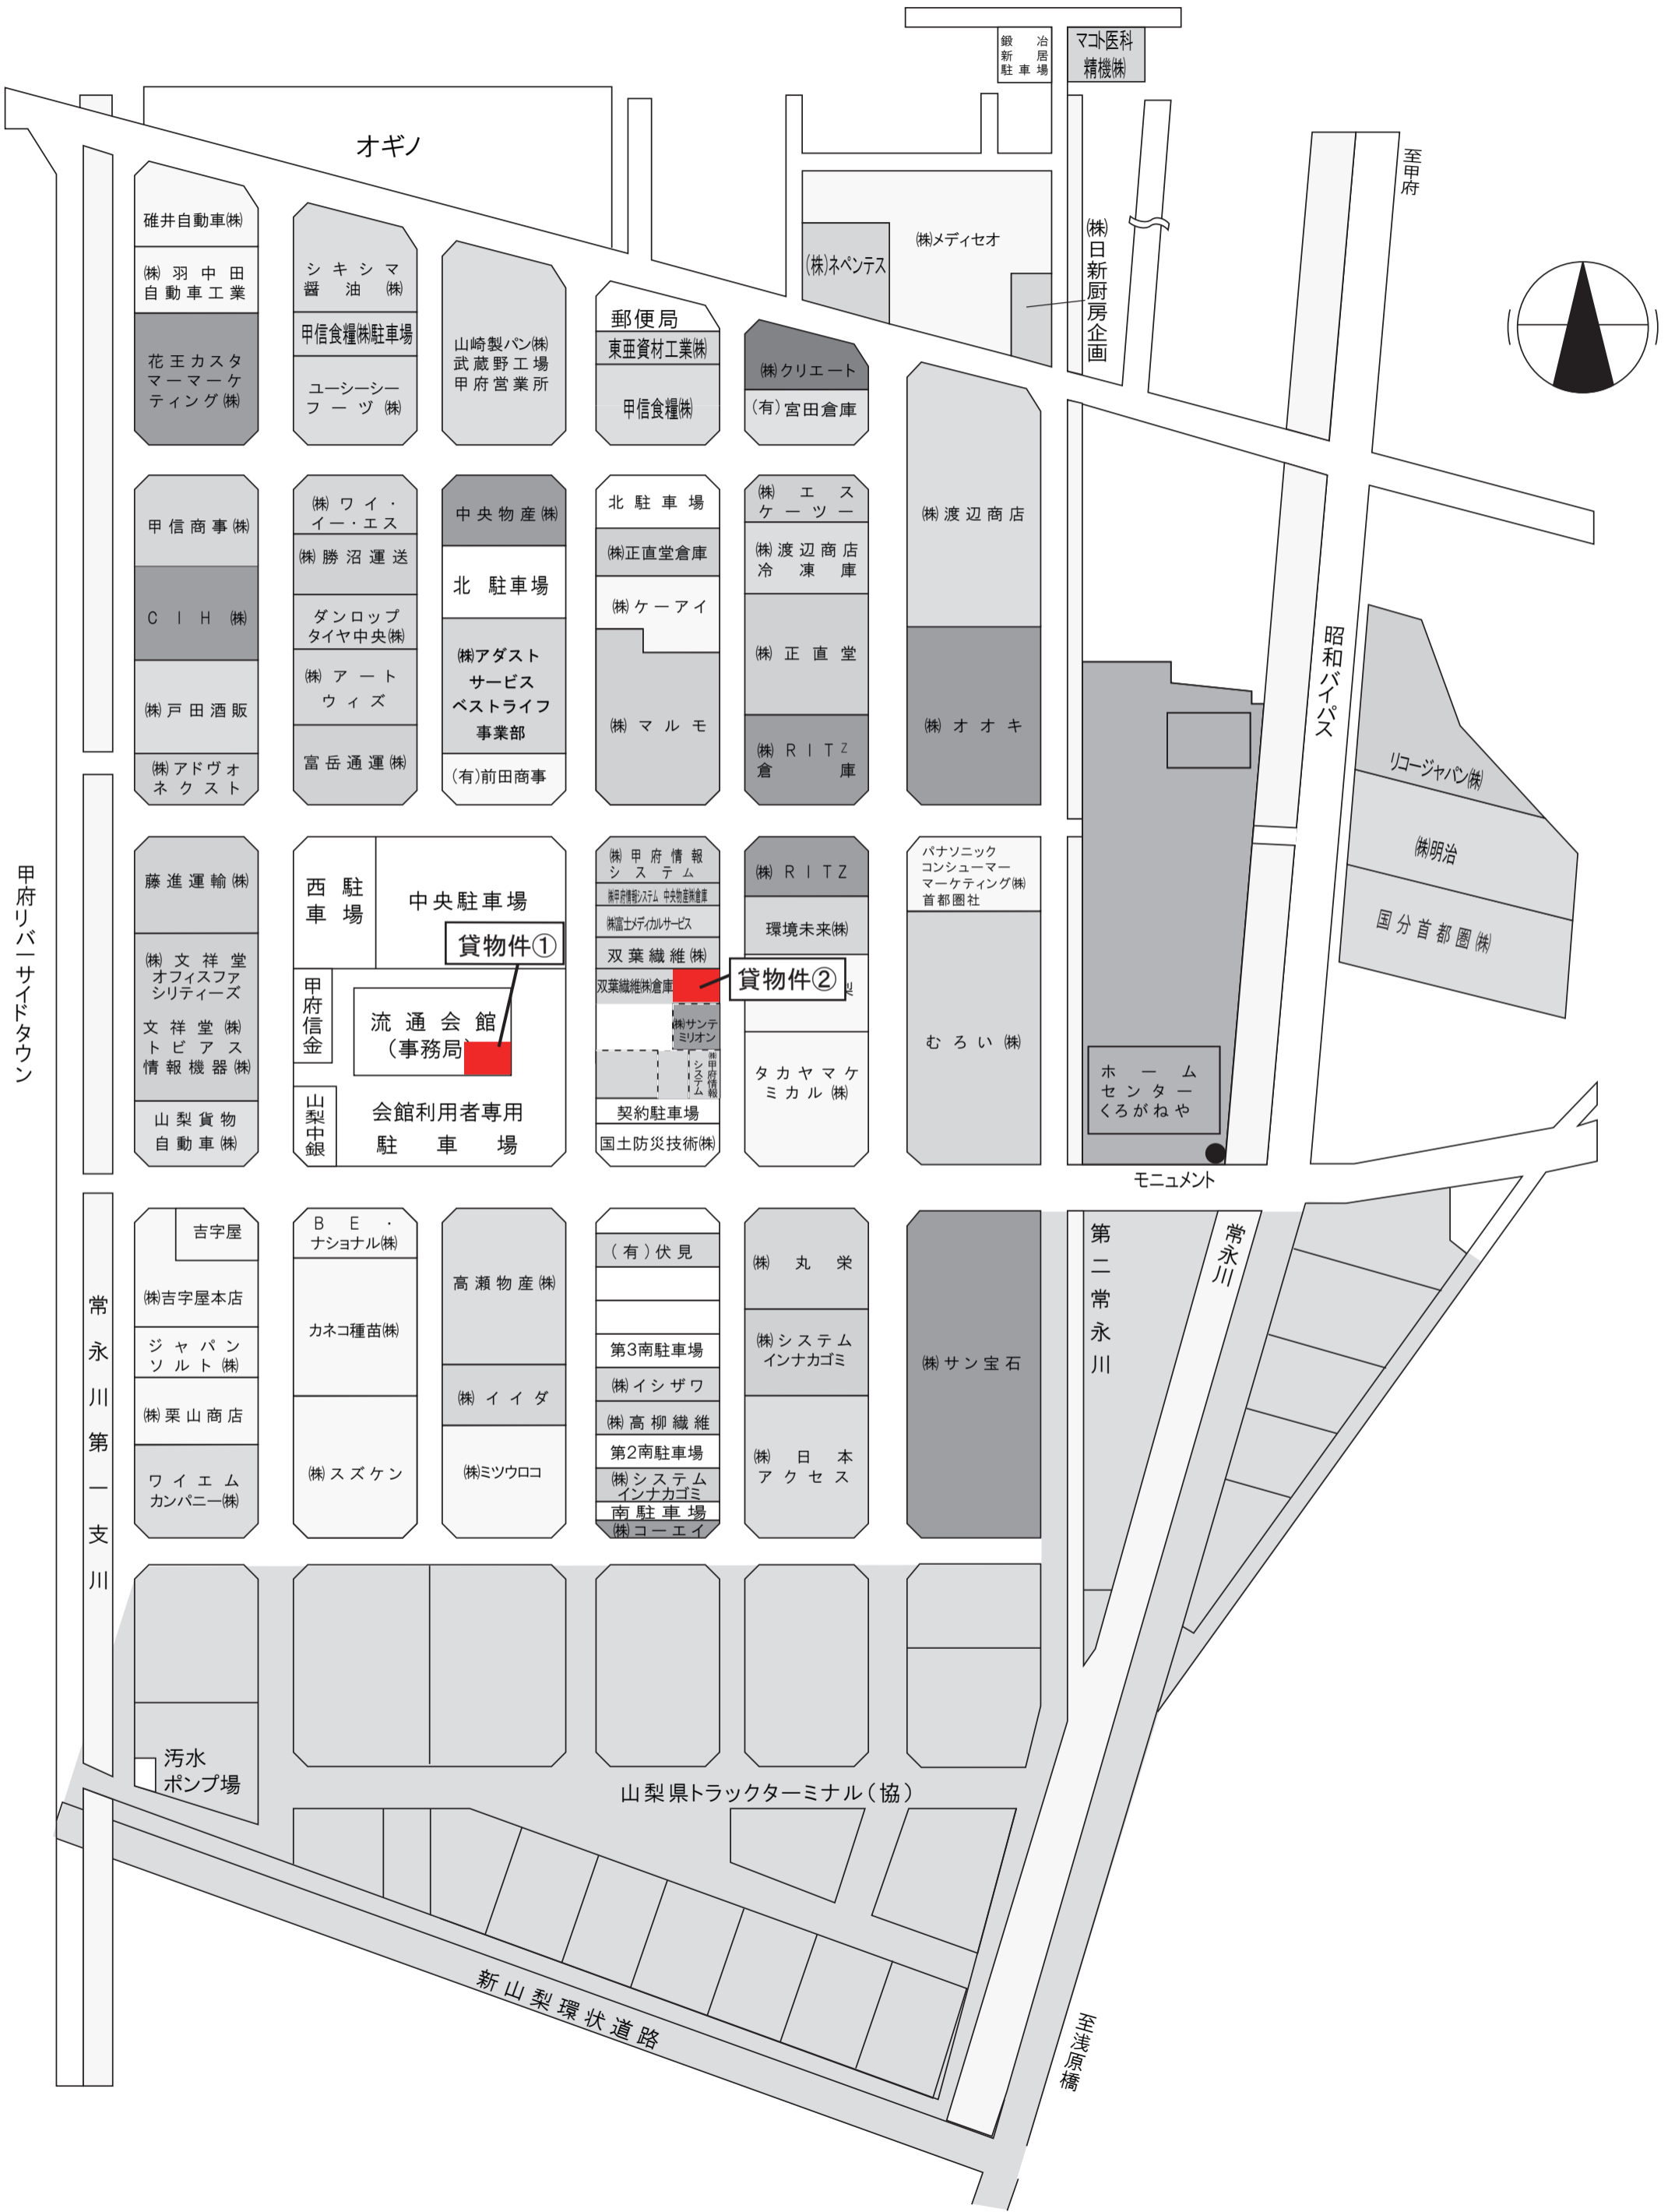 鍛冶
新居
駐車場
マコト医科
精機㈱
オギノ
至甲府
碓井自動車㈱
㈱羽中田
自動車工業
花王カスタ
マーマーケ
ティング㈱
シキシマ
醤油㈱
甲信食糧㈱駐車場
ユーシーシー
フーヅ㈱
山崎製パン㈱
武蔵野工場
甲府営業所
郵便局
東亜資材工業㈱
甲信食糧㈱
㈱クリエート
(有)宮田倉庫
㈱ネペンテス
㈱メディセオ
㈱日新厨房企画
甲信商事㈱
CIH㈱
㈱戸田酒販
㈱アドヴォ
ネクスト
㈱ワイ・
イー・エス
㈱勝沼運送
ダンロップ
タイヤ中央㈱
㈱アート
ウィズ
富岳通運㈱
中央物産㈱
北駐車場
㈱アダスト
サービス
ベストライフ
事業部
(有)前田商事
北駐車場
㈱正直堂倉庫
㈱ケーアイ
㈱マルモ
㈱エス
ケーツー
㈱渡辺商店
冷凍庫
㈱正直堂
㈱RITZ
倉庫
㈱渡辺商店
㈱オオキ
昭和バイパス
リコージャパン㈱
㈱明治
国分首都圏㈱
甲府リバーサイドタウン
藤進運輸㈱
㈱文祥堂
オフィスファ
シリティーズ
文祥堂㈱
トビアス
情報機器㈱
山梨貨物
自動車㈱
西駐
車場
中央駐車場
貸物件①
甲府信金
流通会館
(事務局)
山梨中銀
会館利用者専用
駐車場
㈱甲府情報
システム
㈱甲府情報システム 中央物産㈱倉庫
㈱富士メディカルサービス
双葉繊維㈱
双葉繊維㈱倉庫
貸物件②
㈱サンテ
ミリオン
㈱甲府情報
システム
契約駐車場
国土防災技術㈱
㈱RITZ
環境未来㈱
梨
タカヤマケ
ミカル㈱
パナソニック
コンシューマー
マーケティング㈱
首都圏社
むろい㈱
ホーム
センター
くろがねや
モニュメント
常永川第一支川
吉字屋
㈱吉字屋本店
ジャパン
ソルト㈱
㈱栗山商店
ワイエム
カンパニー㈱
BE・
ナショナル㈱
カネコ種苗㈱
㈱スズケン
高瀬物産㈱
㈱イイダ
㈱ミツウロコ
(有)伏見
第3南駐車場
㈱イシザワ
㈱高柳繊維
第2南駐車場
㈱システム
インナカゴミ
南駐車場
㈱コーエイ
㈱丸栄
㈱システム
インナカゴミ
㈱日本
アクセス
㈱サン宝石
第二常永川
常永川
汚水
ポンプ場
山梨県トラックターミナル(協)
新山梨環状道路
至浅原橋